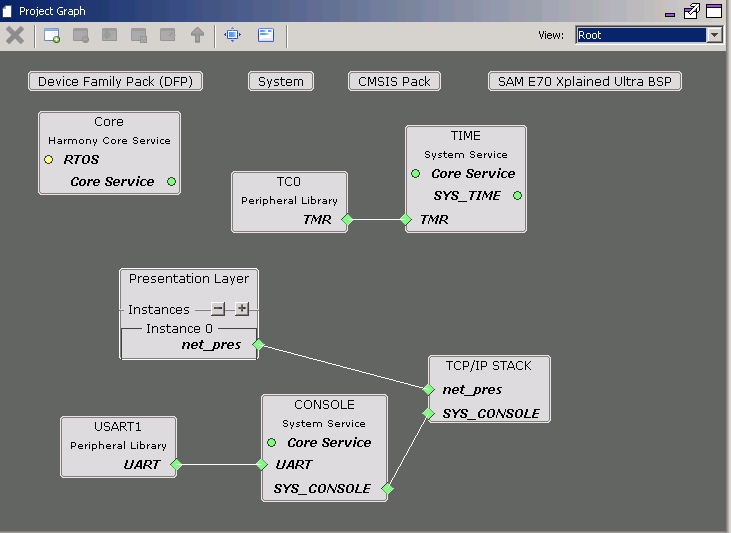 Project Graph
View: Root
Device Family Pack (DFP)
System
CMSIS Pack
SAM E70 Xplained Ultra BSP
Core
Harmony Core Service
RTOS
Core Service
TIME
System Service
Core Service
SYS_TIME
TMR
TC0
Peripheral Library
TMR
Presentation Layer
Instances
Instance 0
net_pres
TCP/IP STACK
net_pres
SYS_CONSOLE
CONSOLE
System Service
Core Service
UART
SYS_CONSOLE
USART1
Peripheral Library
UART